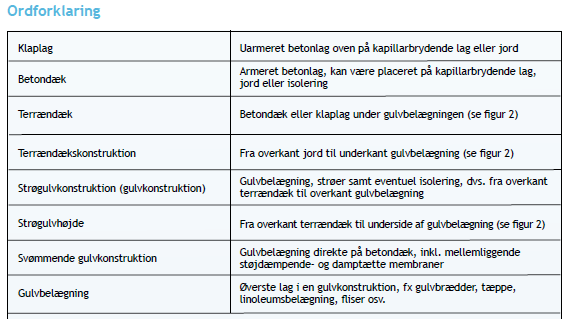 Ordforklaring
Klaplag
Uarmeret betonlag oven på kapillarbrydende lag eller jord
Betondæk
Armeret betonlag, kan være placeret på kapillarbrydende lag,
jord eller isolering
Terrændæk
Betondæk eller klaplag under gulvbelægningen (se figur 2)
Terrændækskonstruktion
Fra overkant jord til underkant gulvbelægning (se figur 2)
Strøgulvkonstruktion (gulvkonstruktion)
Gulvbelægning, strøer samt eventuel isolering, dvs. fra overkant
terrændæk til overkant gulvbelægning
Strøgulvhøjde
Fra overkant terrændæk til underside af gulvbelægning (se figur 2)
Svømmende gulvkonstruktion
Gulvbelægning direkte på betondæk, inkl. mellemliggende
støjdæmpende- og damptætte membraner
Gulvbelægning
Øverste lag i en gulvkonstruktion, fx gulvbrædder, tæppe,
linoleumsbelægning, fliser osv.